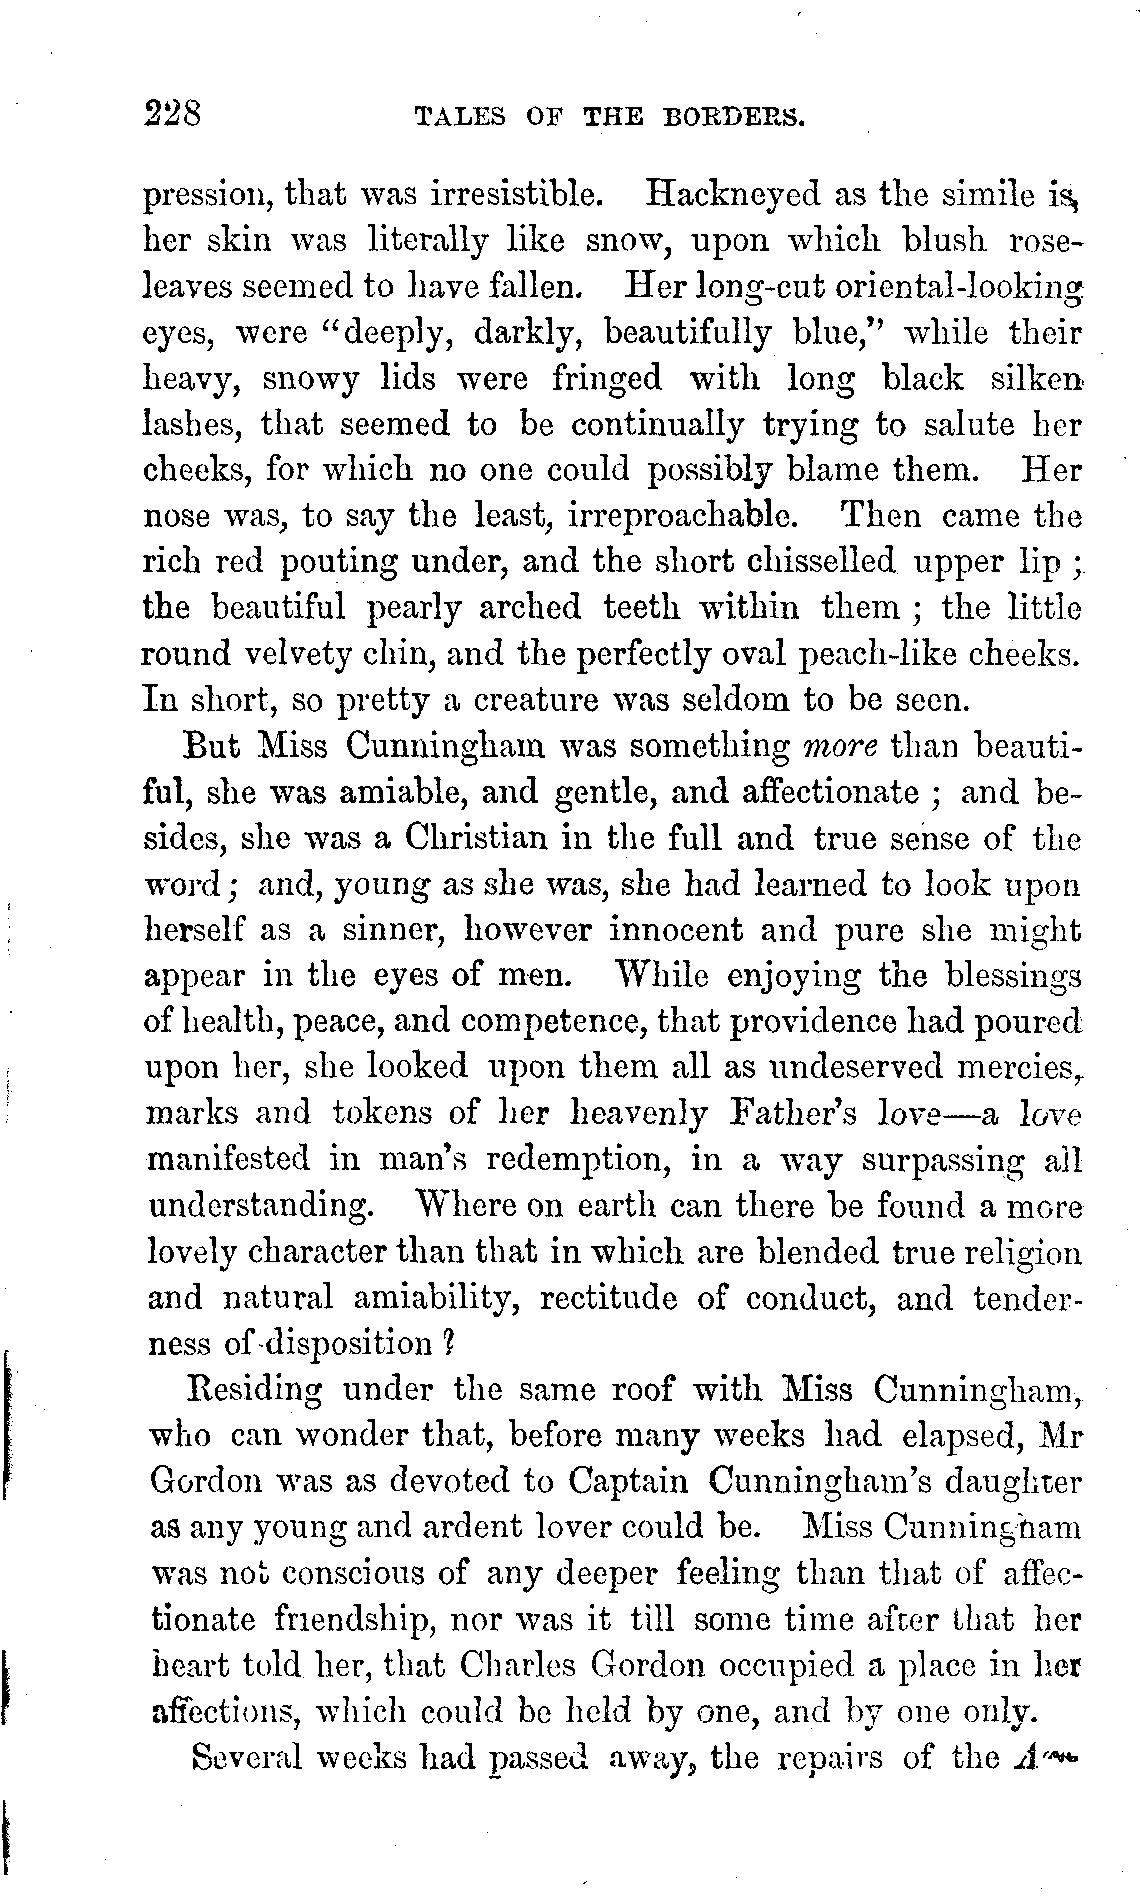 228 TALES OF THE BORDERS.
pression, that was irresistible. Hackneyed as the simile is,
her skin was literally like snow, upon which blush rose-
leaves seemed to have fallen. Her long-cut oriental-looking
eyes, were "deeply, darkly, beautifully blue," while their
heavy, snowy lids were fringed with long black silken
lashes, that seemed to be continually trying to salute her
cheeks, for which no one could possibly blame them. Her
nose was, to say the least, irreproachable. Then came the
rich red pouting under, and the short chisselled upper lip ;
the beautiful pearly arched teeth within them ; the little
round velvety chin, and the perfectly oval peach-like cheeks.
In short, so pretty a creature was seldom to be seen.
But Miss Cunningham was something more than beauti-
ful, she was amiable, and gentle, and affectionate ; and be-
sides, she was a Christian in the full and true sense of the
word ; and, young as she was, she had learned to look upon
herself as a sinner, however innocent and pure she might
appear in the eyes of men. While enjoying the blessings
of health, peace, and competence, that providence had poured
upon her, she looked upon them all as undeserved mercies,
marks and tokens of her heavenly Father's love—a love
manifested in man's redemption, in a way surpassing all
understanding. Where on earth can there be found a more
lovely character than that in which are blended true religion
and natural amiability, rectitude of conduct, and tender-
ness of disposition ?
Residing under the same roof with Miss Cunningham,
who can wonder that, before many weeks had elapsed, Mr
Gordon was as devoted to Captain Cunningham's daughter
as any young and ardent lover could be. Miss Cunningham
was not conscious of any deeper feeling than that of affec-
tionate friendship, nor was it till some time after that her
heart told her, that Charles Gordon occupied a place in her
affections, which could be held by one, and by one only.
Several weeks had passed away, the repairs of the